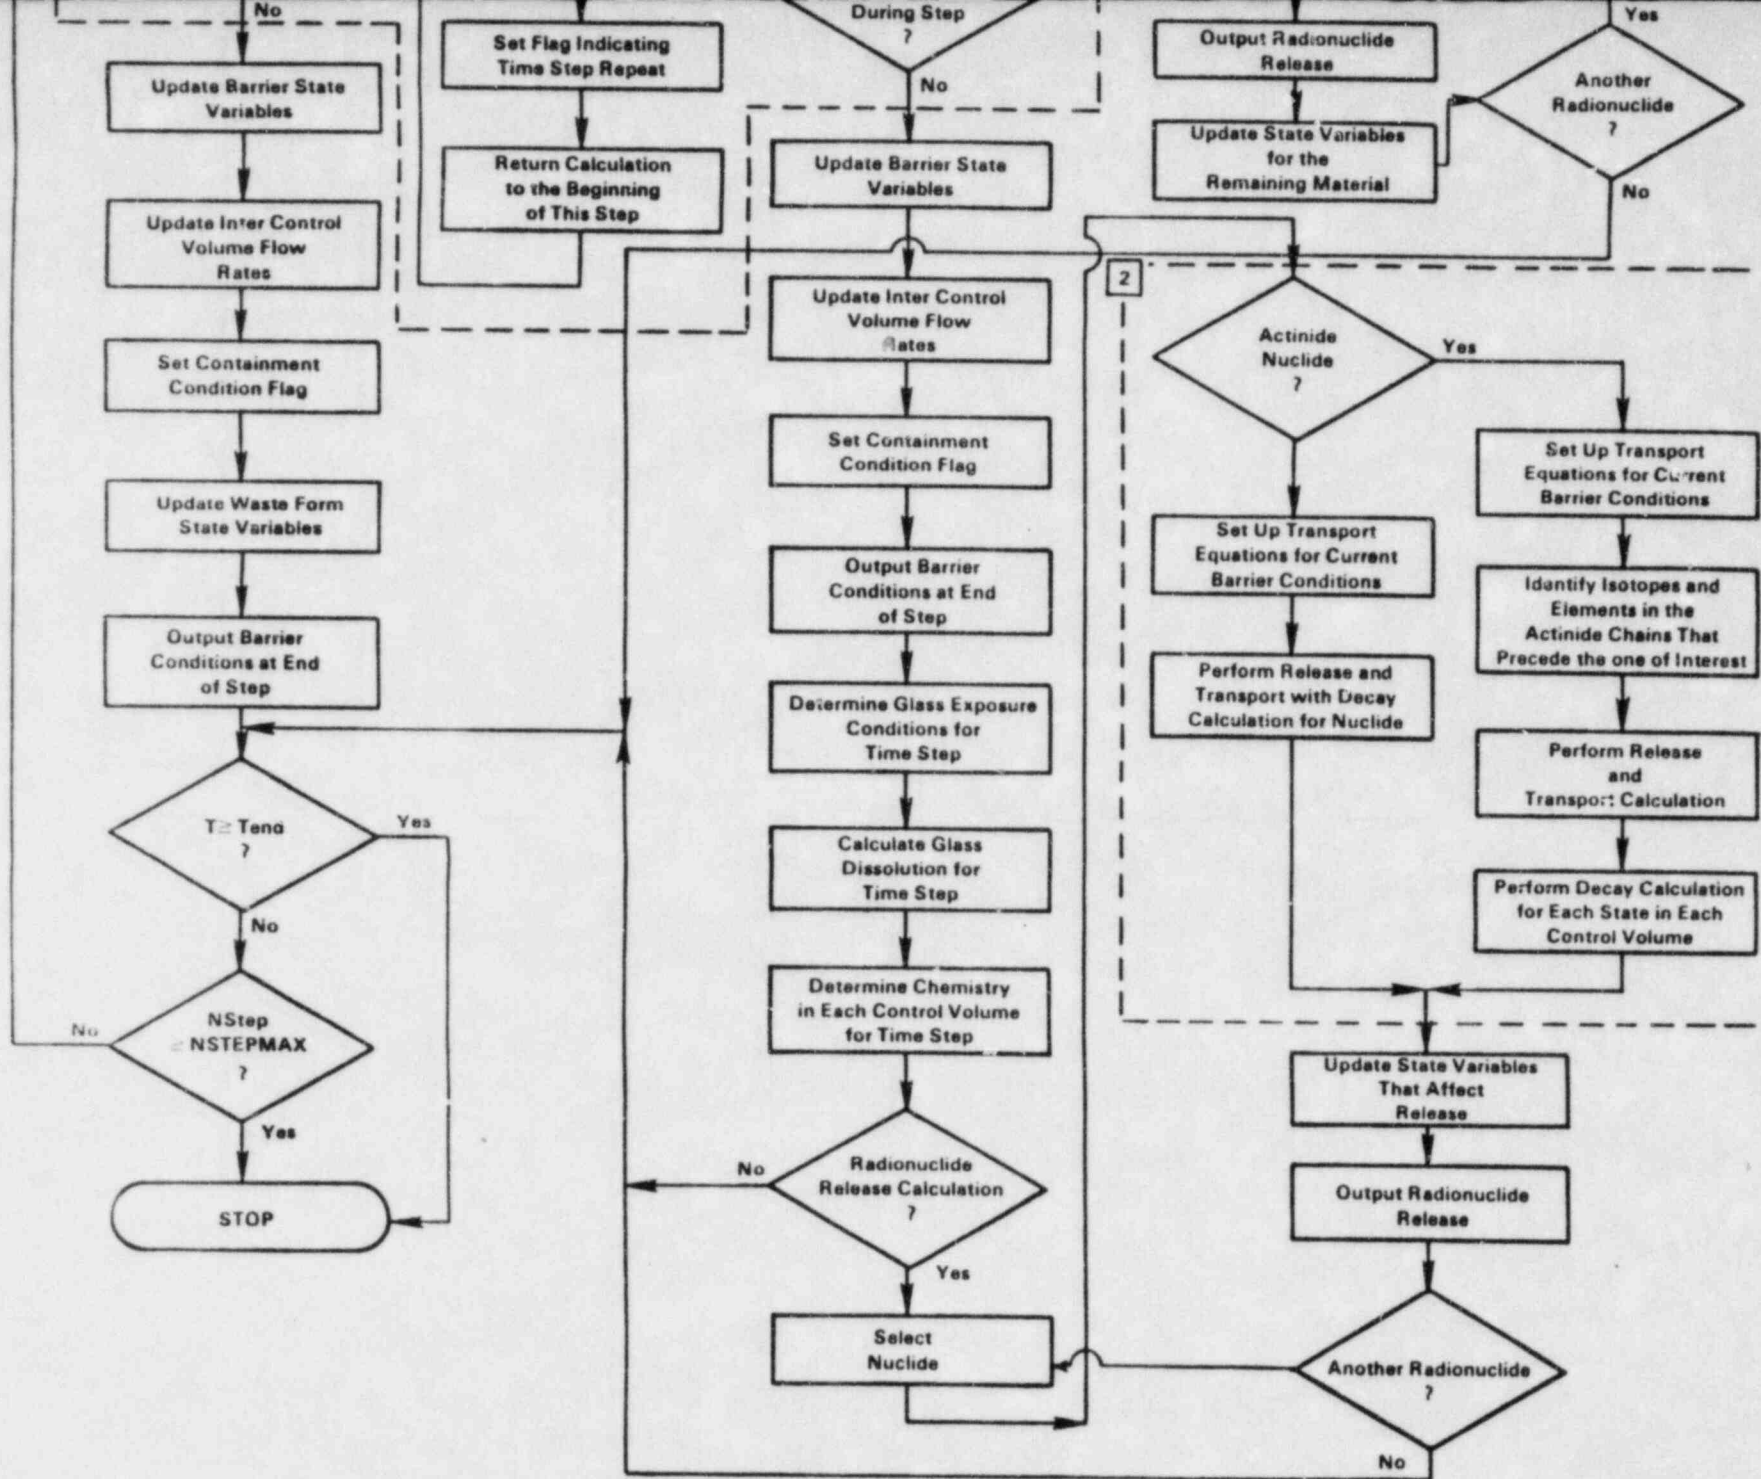 No
Update Barrier State
Variables
Update Inter Control
Volume Flow
Rates
Set Containment
Condition Flag
Update Waste Form
State Variables
Output Barrier
Conditions at End
of Step
T ≥ Tend
?
Yes
No
NStep
≥ NSTEPMAX
?
No
Yes
STOP
Set Flag Indicating
Time Step Repeat
Return Calculation
to the Beginning
of This Step
During Step
?
No
Update Barrier State
Variables
Update Inter Control
Volume Flow
Rates
Set Containment
Condition Flag
Output Barrier
Conditions at End
of Step
Determine Glass Exposure
Conditions for
Time Step
Calculate Glass
Dissolution for
Time Step
Determine Chemistry
in Each Control Volume
for Time Step
No
Radionuclide
Release Calculation
?
Yes
Select
Nuclide
Output Radionuclide
Release
Update State Variables
for the
Remaining Material
Yes
Another
Radionuclide
?
No
2
Actinide
Nuclide
?
Yes
Set Up Transport
Equations for Current
Barrier Conditions
Perform Release and
Transport with Decay
Calculation for Nuclide
Set Up Transport
Equations for Current
Barrier Conditions
Identify Isotopes and
Elements in the
Actinide Chains That
Precede the one of Interest
Perform Release
and
Transport Calculation
Perform Decay Calculation
for Each State in Each
Control Volume
Update State Variables
That Affect
Release
Output Radionuclide
Release
Another Radionuclide
?
No